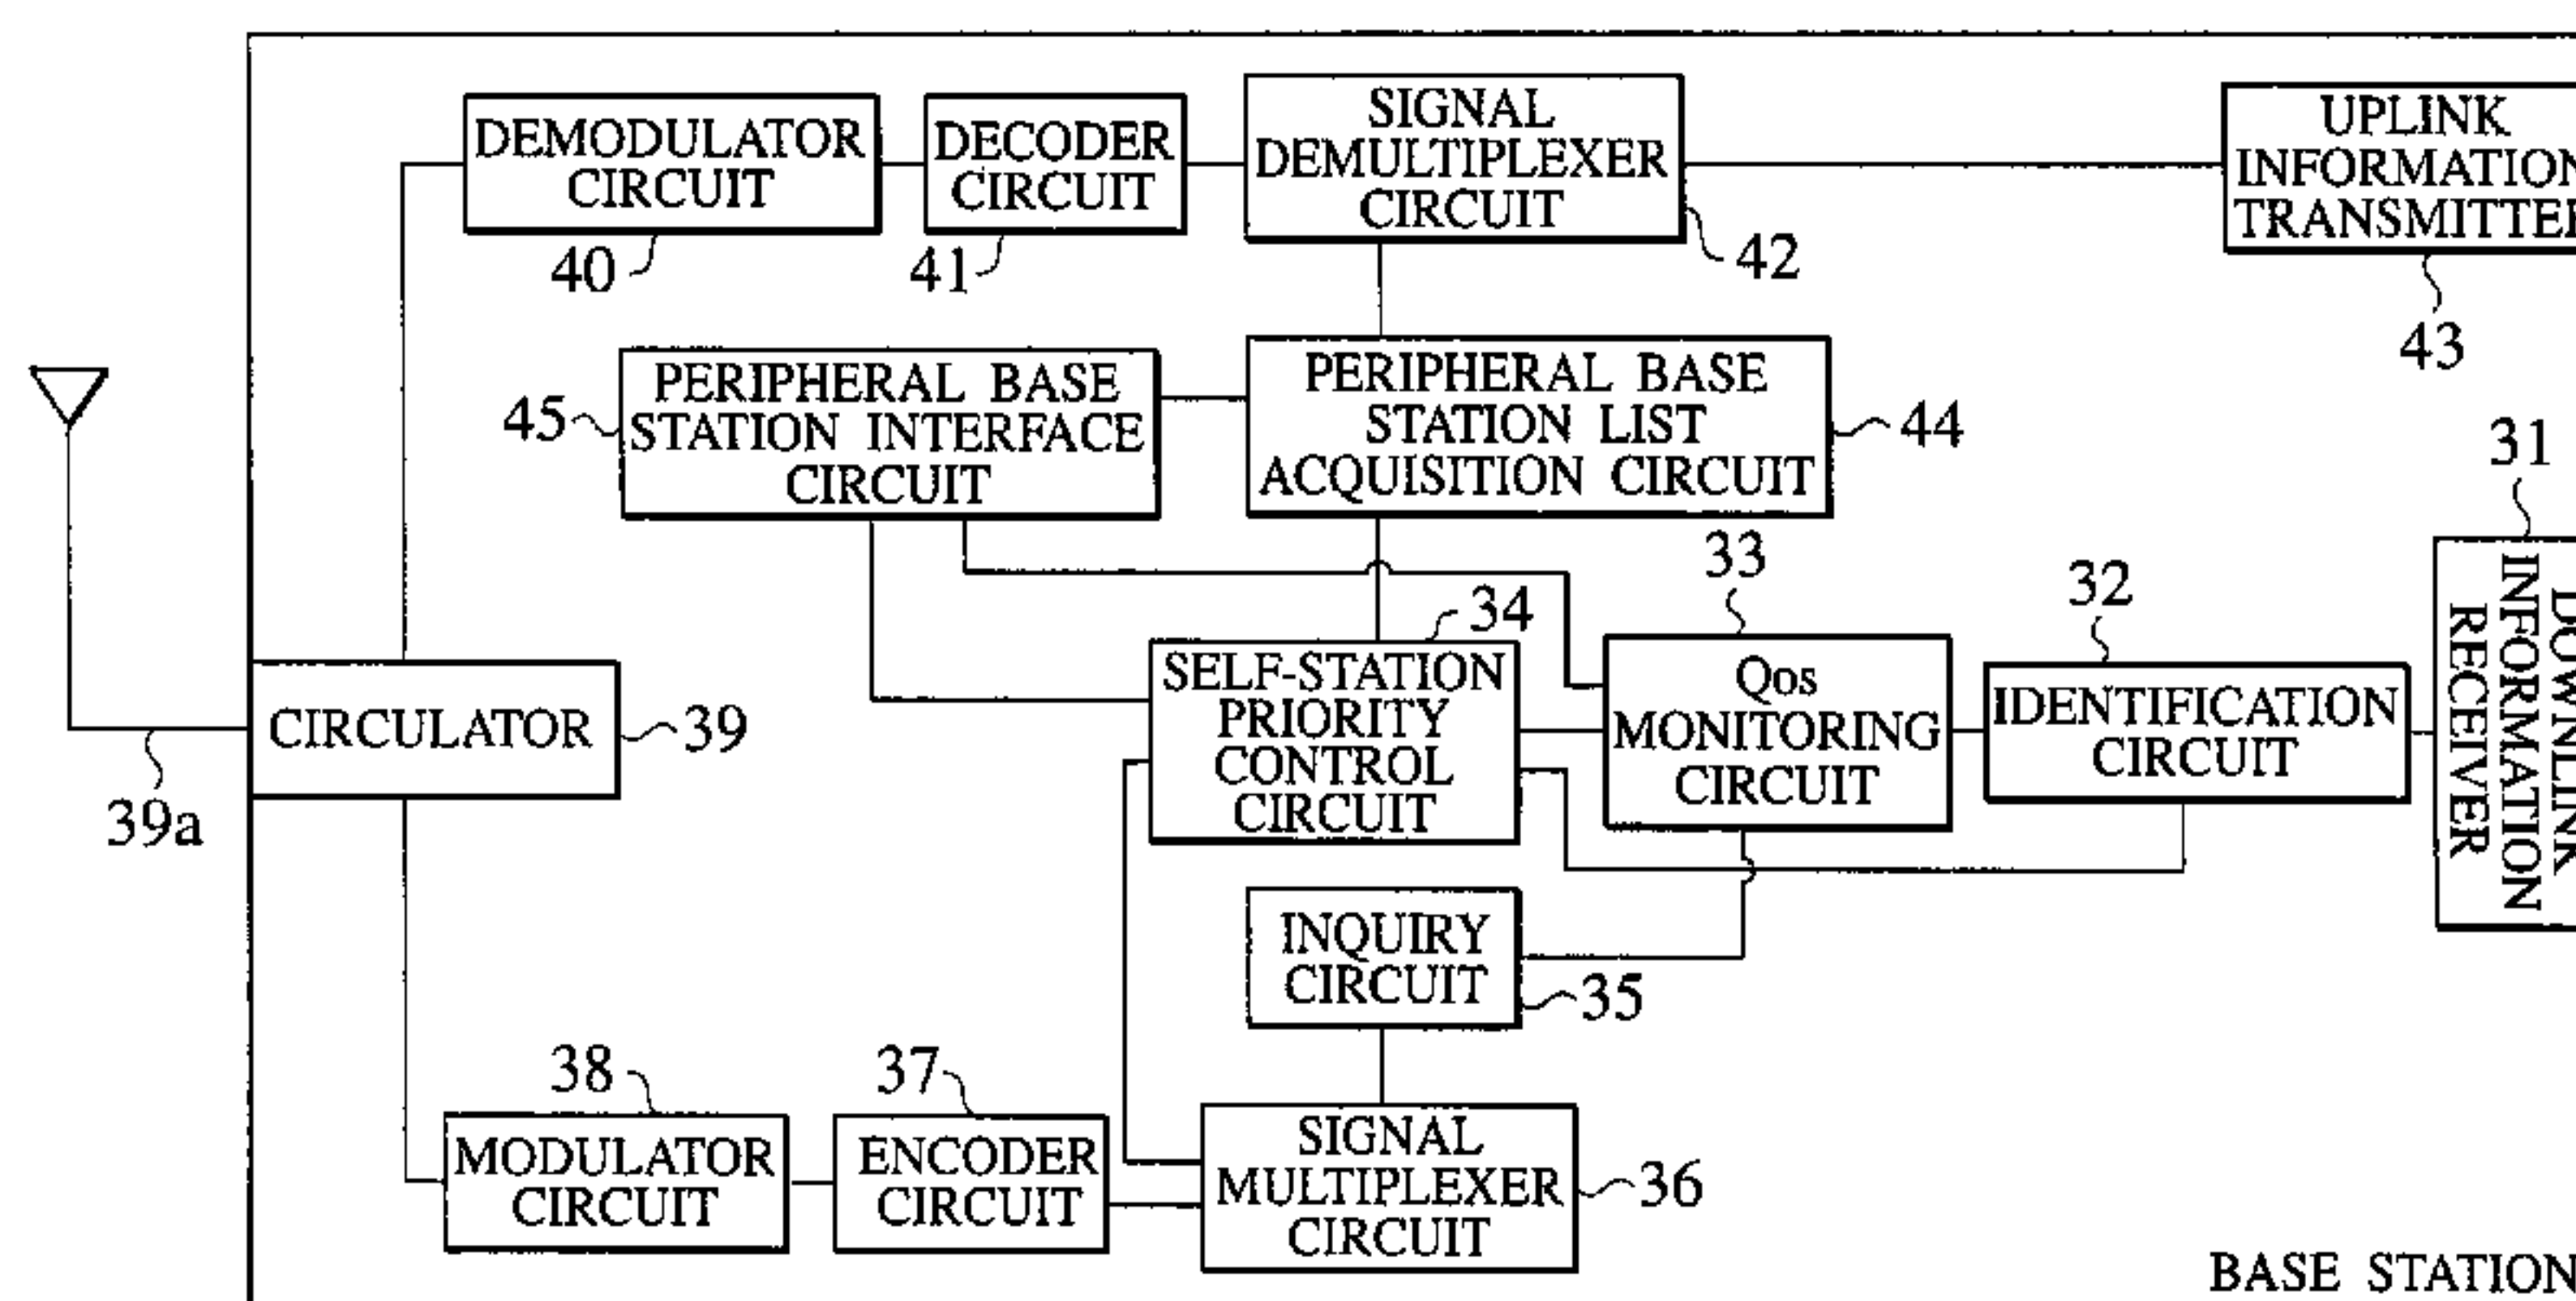 DEMODULATOR
CIRCUIT
40
DECODER
CIRCUIT
41
SIGNAL
DEMULTIPLEXER
CIRCUIT
42
UPLINK
INFORMATION
TRANSMITTER
43
PERIPHERAL BASE
STATION INTERFACE
CIRCUIT
45
PERIPHERAL BASE
STATION LIST
ACQUISITION CIRCUIT
44
31
DOWNLINK
INFORMATION
RECEIVER
33
32
34
SELF-STATION
PRIORITY
CONTROL
CIRCUIT
Qos
MONITORING
CIRCUIT
IDENTIFICATION
CIRCUIT
CIRCULATOR
39
39a
INQUIRY
CIRCUIT
35
38
MODULATOR
CIRCUIT
37
ENCODER
CIRCUIT
SIGNAL
MULTIPLEXER
CIRCUIT
36
BASE STATION